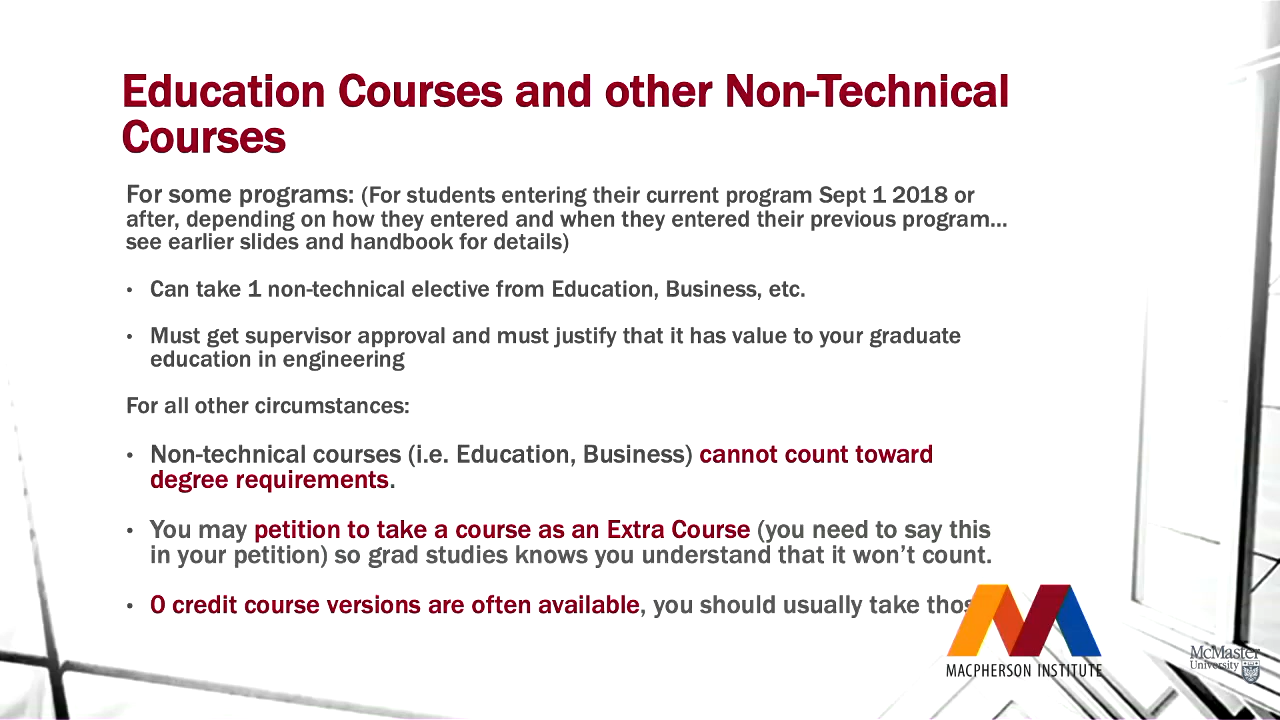 Education Courses and other Non-Technical
Courses
For some programs: (For students entering their current program Sept 1 2018 or
after, depending on how they entered and when they entered their previous program…
see earlier slides and handbook for details)
• Can take 1 non-technical elective from Education, Business, etc.
• Must get supervisor approval and must justify that it has value to your graduate
education in engineering
For all other circumstances:
• Non-technical courses (i.e. Education, Business) cannot count toward
degree requirements.
• You may petition to take a course as an Extra Course (you need to say this
in your petition) so grad studies knows you understand that it won’t count.
• 0 credit course versions are often available, you should usually take
MACPHERSON INSTITUTE
McMaster
University